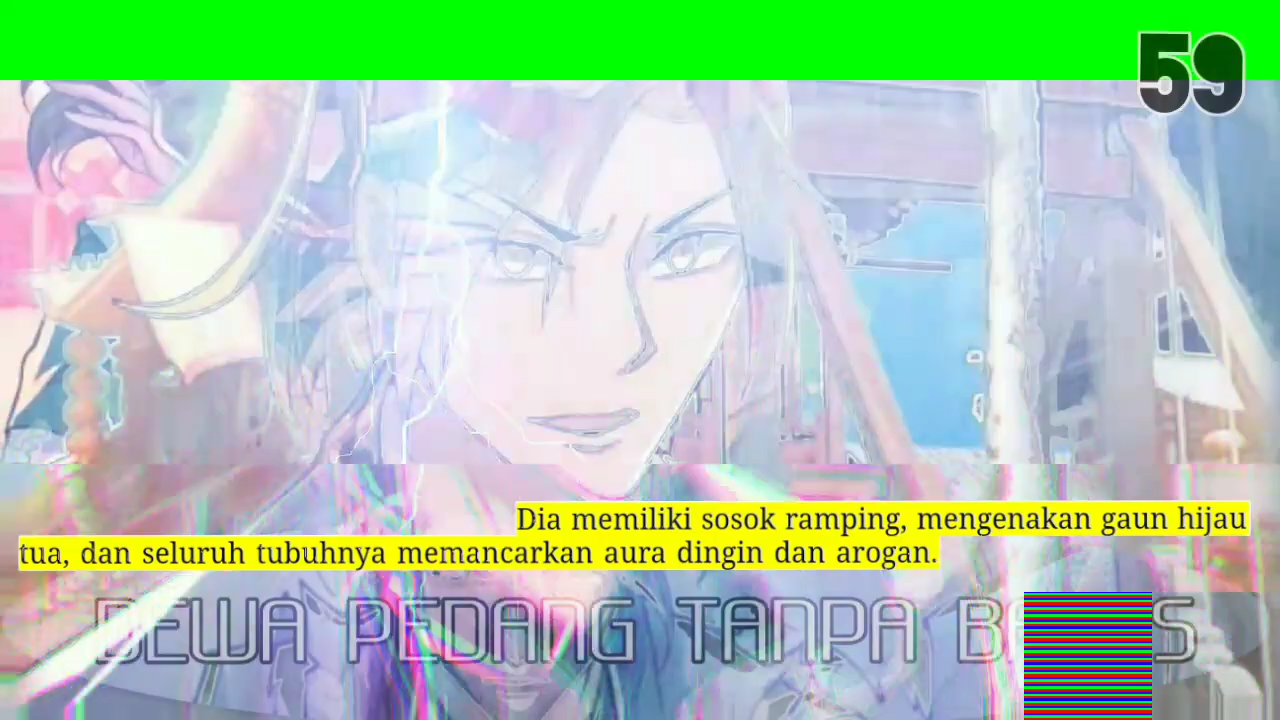 59
Dia memiliki sosok ramping, mengenakan gaun hijau
tua, dan seluruh tubuhnya memancarkan aura dingin dan arogan.
DEWA PEDANG TANPA